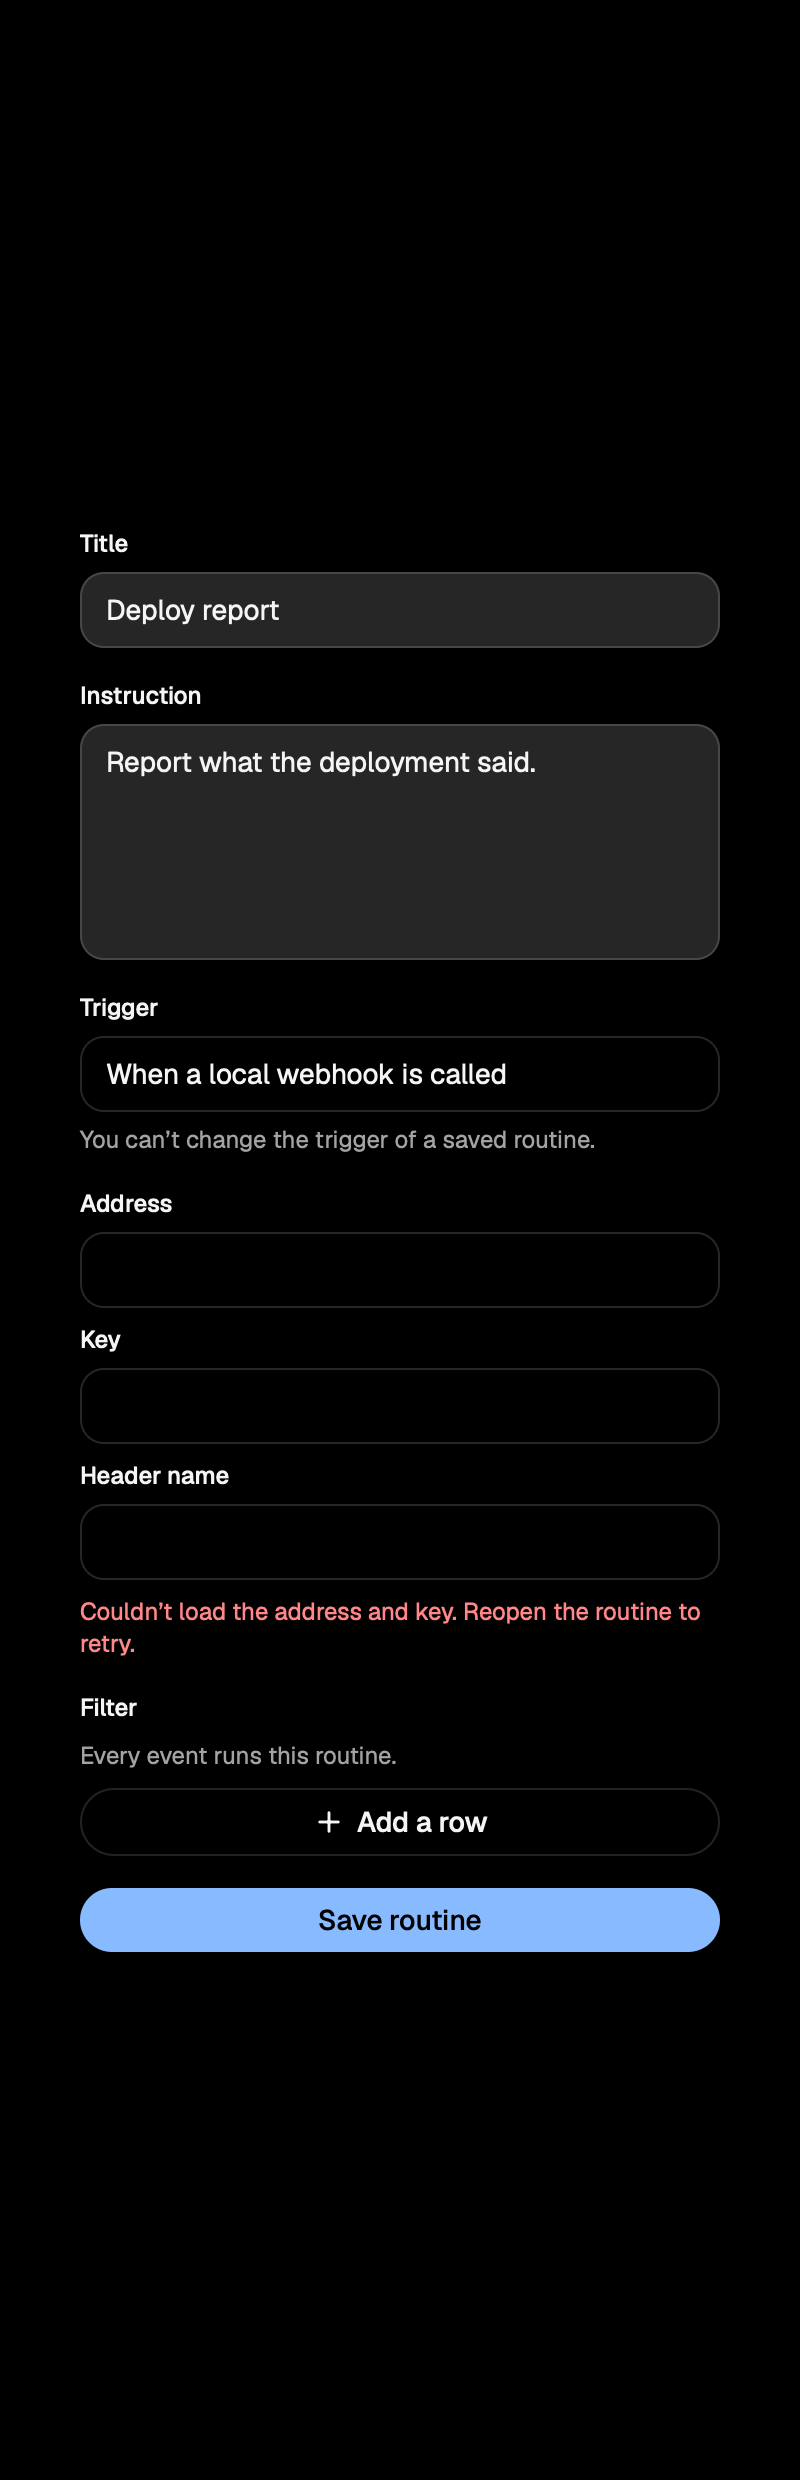 Title
Deploy report
Instruction
Report what the deployment said.
Trigger
When a local webhook is called
You can’t change the trigger of a saved routine.
Address
Key
Header name
Couldn’t load the address and key. Reopen the routine to
retry.
Filter
Every event runs this routine.
Add a row
Save routine